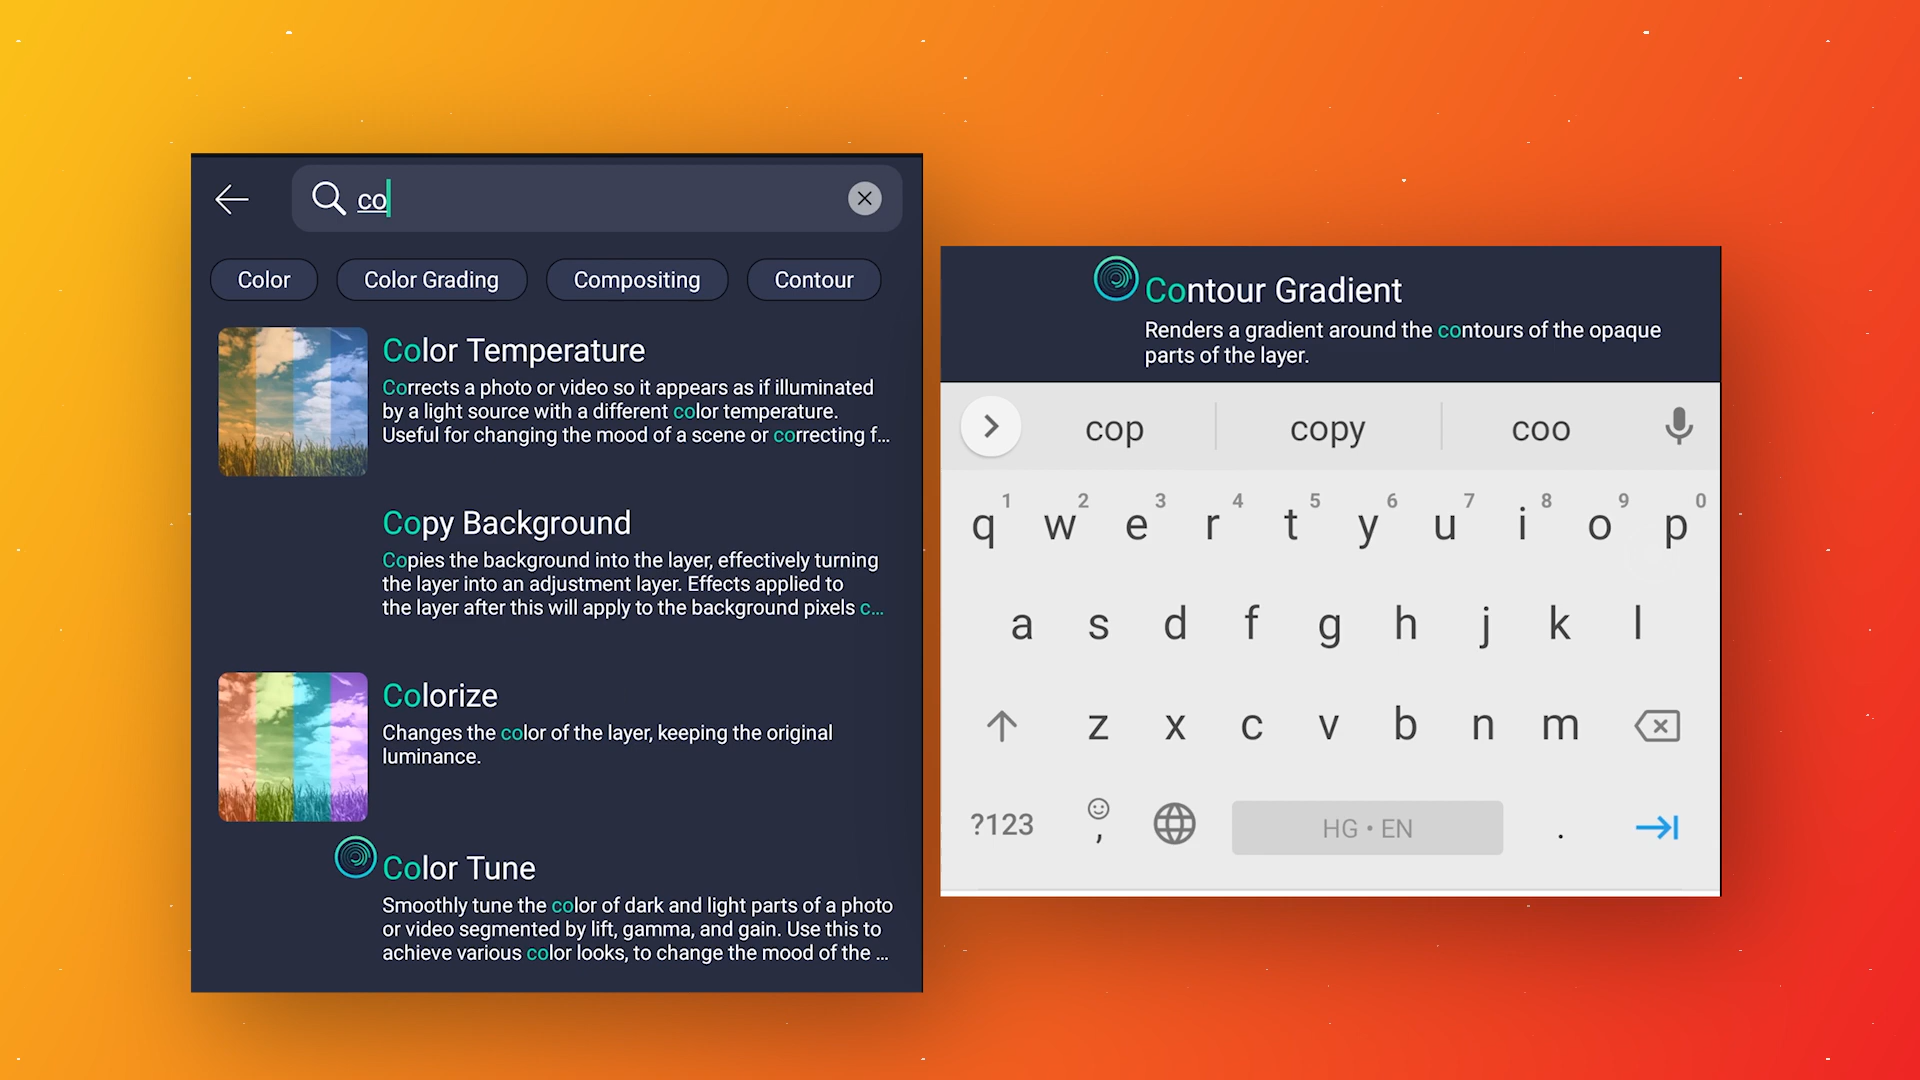 co
Color
Color Grading
Compositing
Contour
Color Temperature
Corrects a photo or video so it appears as if illuminated
by a light source with a different color temperature.
Useful for changing the mood of a scene or correcting f...
Copy Background
Copies the background into the layer, effectively turning
the layer into an adjustment layer. Effects applied to
the layer after this will apply to the background pixels c...
Colorize
Changes the color of the layer, keeping the original
luminance.
Color Tune
Smoothly tune the color of dark and light parts of a photo
or video segmented by lift, gamma, and gain. Use this to
achieve various color looks, to change the mood of the ...
Contour Gradient
Renders a gradient around the contours of the opaque
parts of the layer.
cop copy coo
1 2 3 4 5 6 7 8 9 0
q w e r t y u i o p
a s d f g h j k l
z x c v b n m
?123 , HG • EN .